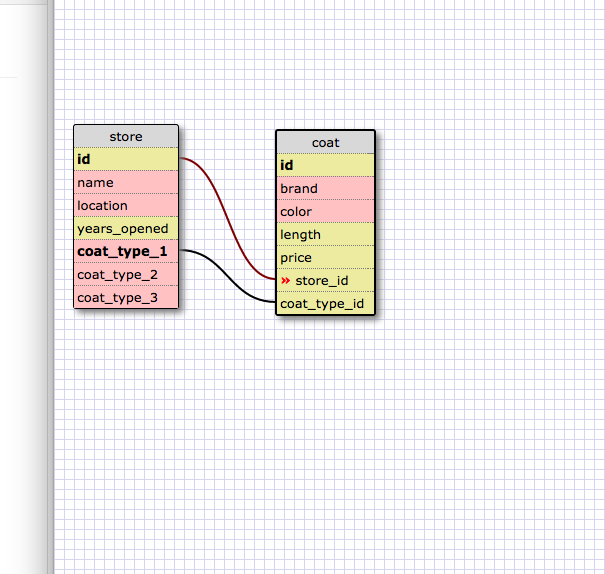 store
id
name
location
years_opened
coat_type_1
coat_type_2
coat_type_3
coat
id
brand
color
length
price
» store_id
coat_type_id